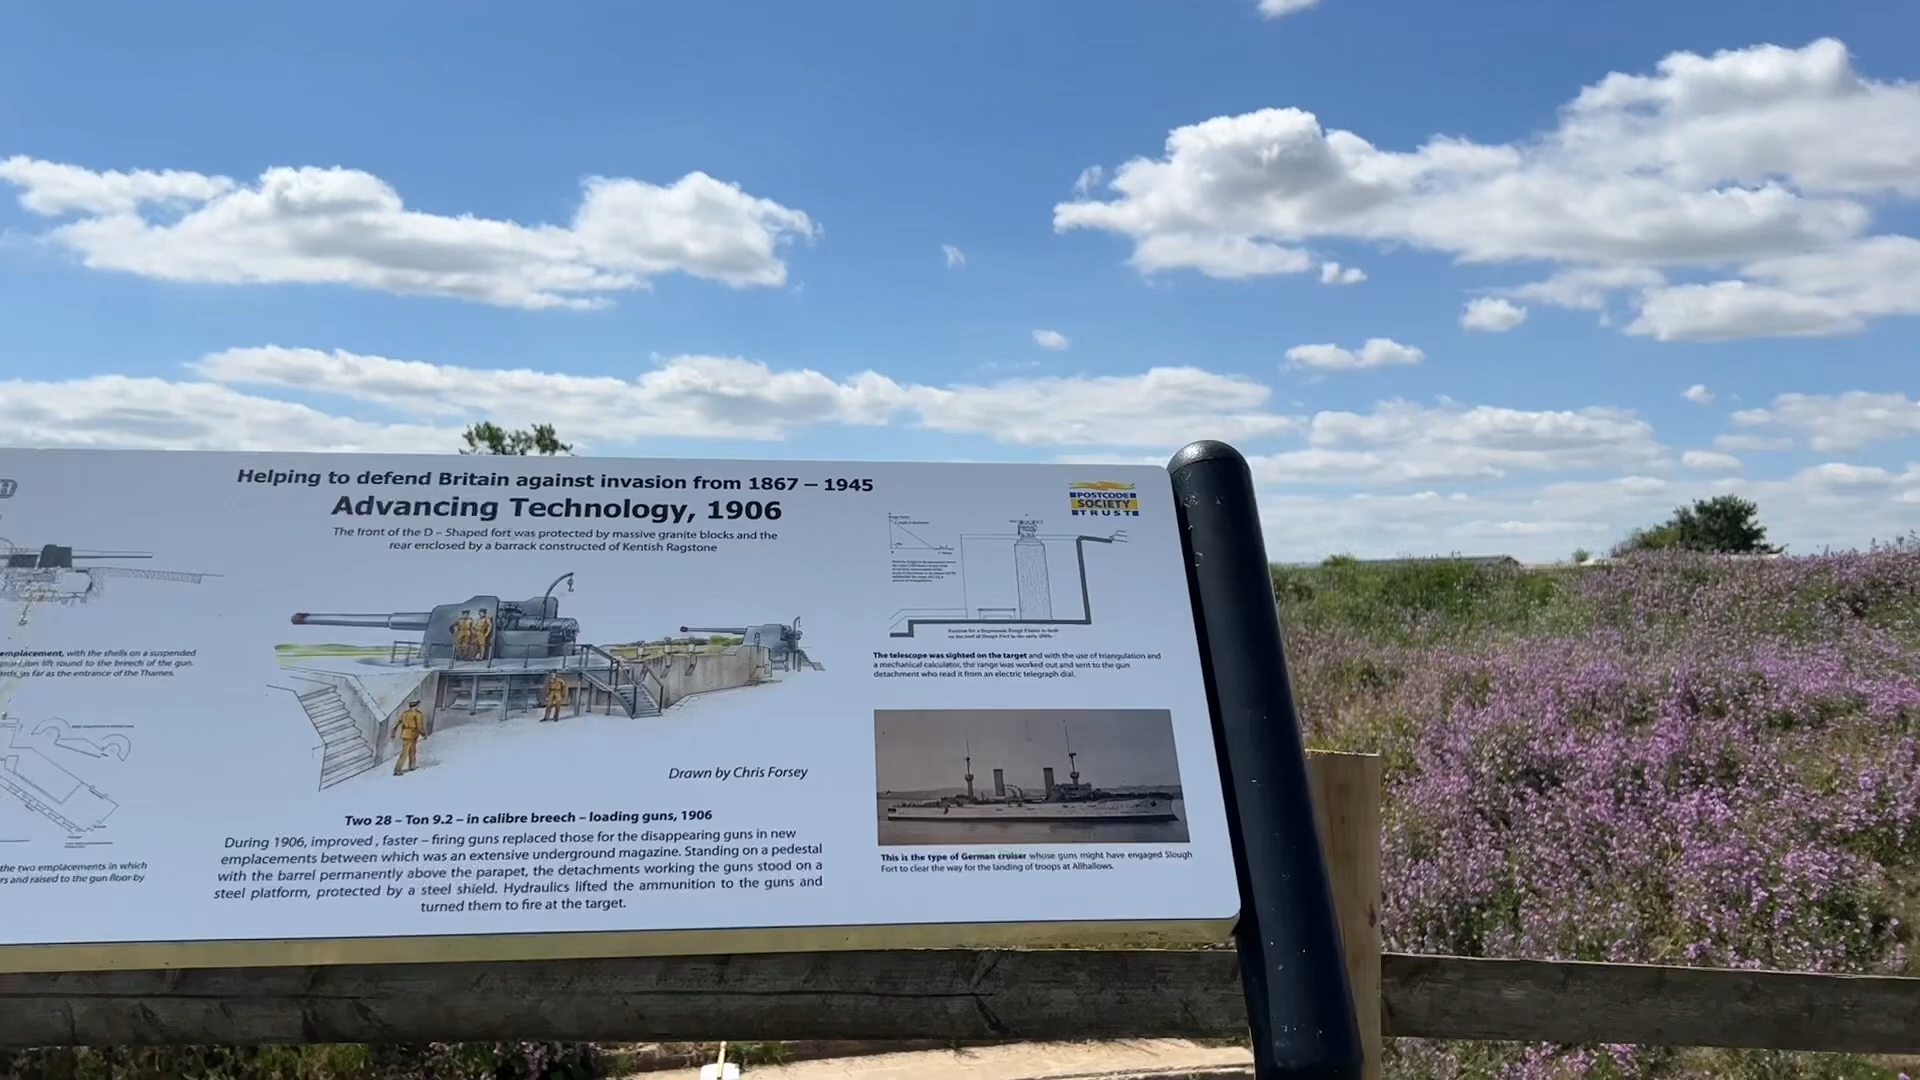 Helping to defend Britain against invasion from 1867 – 1945
Advancing Technology, 1906
The front of the D – Shaped fort was protected by massive granite blocks and the
rear enclosed by a barrack constructed of Kentish Ragstone
POSTCODE
SOCIETY
TRUST
emplacement, with the shells on a suspended
lift round to the breech of the gun.
as far as the entrance of the Thames.
the two emplacements in which
rs and raised to the gun floor by
Drawn by Chris Forsey
Two 28 – Ton 9.2 – in calibre breech – loading guns, 1906
During 1906, improved, faster – firing guns replaced those for the disappearing guns in new
emplacements between which was an extensive underground magazine. Standing on a pedestal
with the barrel permanently above the parapet, the detachments working the guns stood on a
steel platform, protected by a steel shield. Hydraulics lifted the ammunition to the guns and
turned them to fire at the target.
The telescope was sighted on the target and with the use of triangulation and
a mechanical calculator, the range was worked out and sent to the gun
detachment who read it from an electric telegraph dial.
This is the type of German cruiser whose guns might have engaged Slough
Fort to clear the way for the landing of troops at Allhallows.